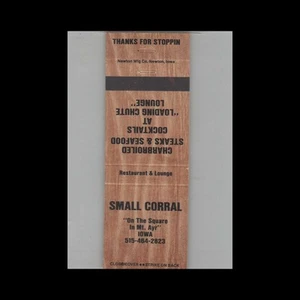 THANKS FOR STOPPIN
CHARBROILED
STEAKS & SEAFOOD
COCKTAILS
AT
"LOADING CHUTE
LOUNGE"
Restaurant & Lounge
SMALL CORRAL
"On The Square
In Mt. Ayr"
IOWA
515-464-2823